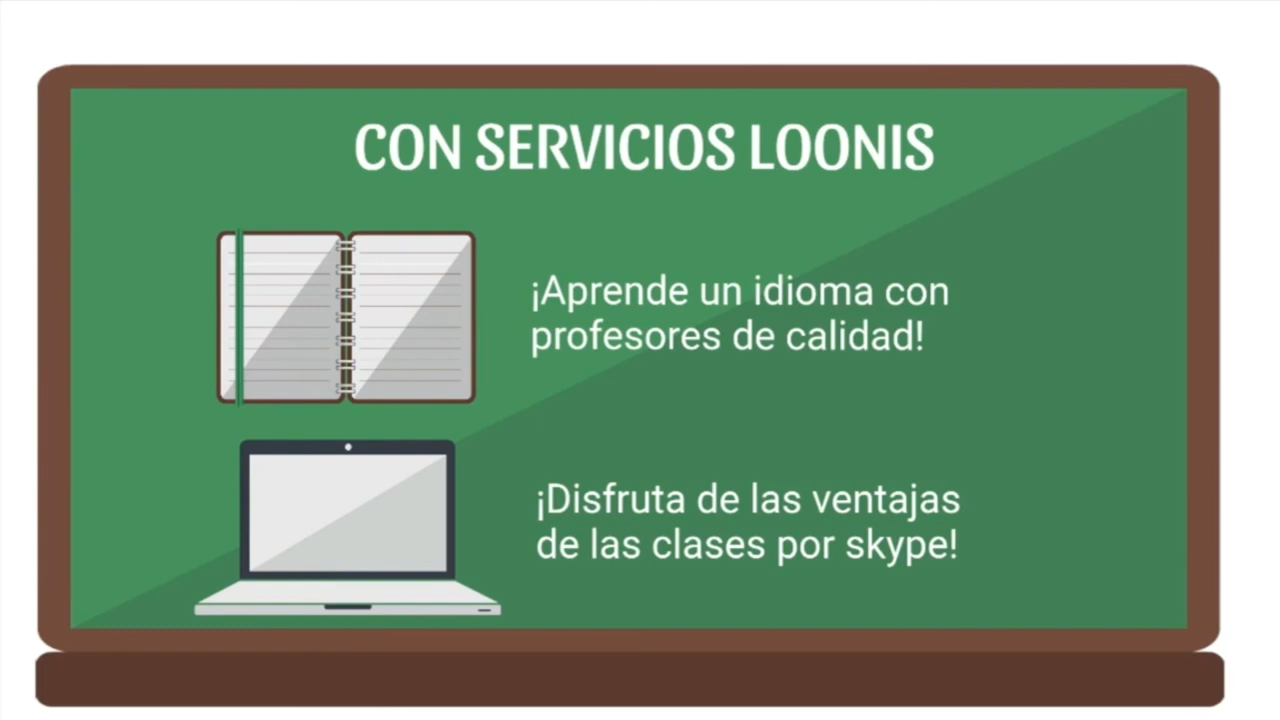 CON SERVICIOS LOONIS
¡Aprende un idioma con
profesores de calidad!
¡Disfruta de las ventajas
de las clases por skype!